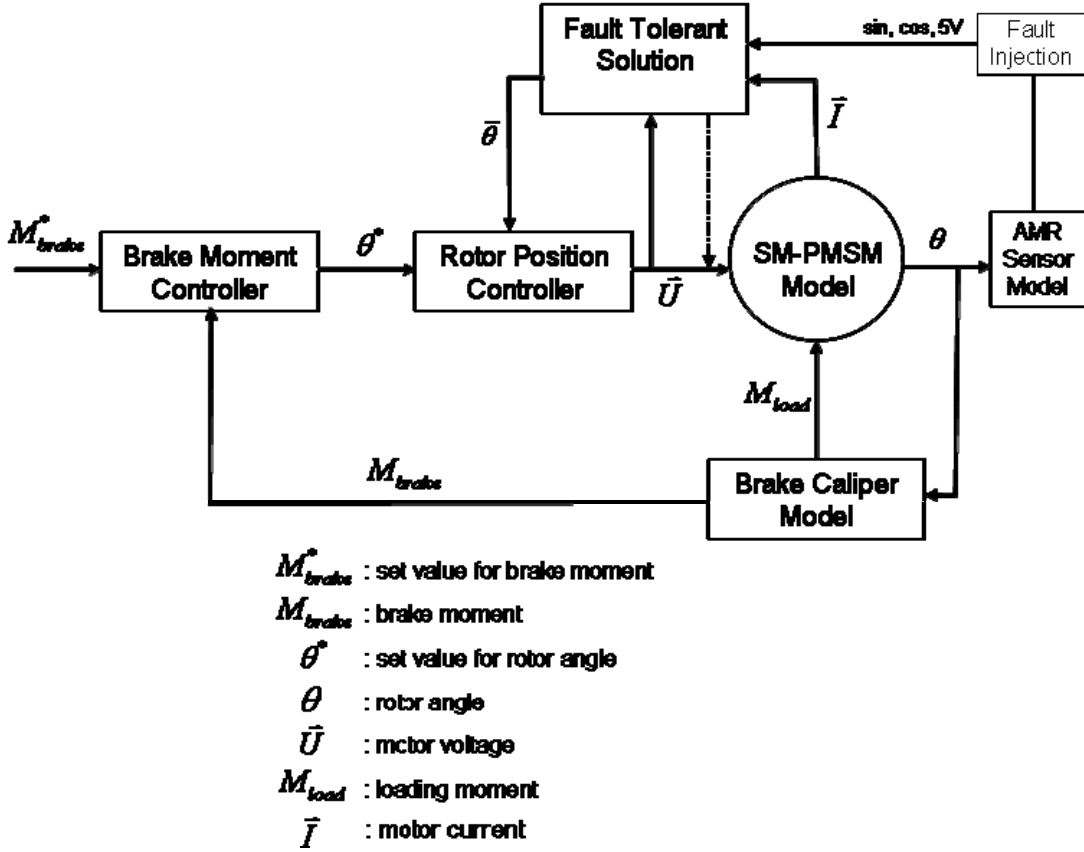 Fault Tolerant
Solution
sin, cos, 5V
Fault
Injection
θ̄
I⃗
M*brake
Brake Moment
Controller
θ*
Rotor Position
Controller
U⃗
SM-PMSM
Model
θ
AMR
Sensor
Model
Mload
Mbrake
Brake Caliper
Model
M*brake : set value for brake moment
Mbrake : brake moment
θ* : set value for rotor angle
θ : rotor angle
U⃗ : motor voltage
Mload : loading moment
I⃗ : motor current